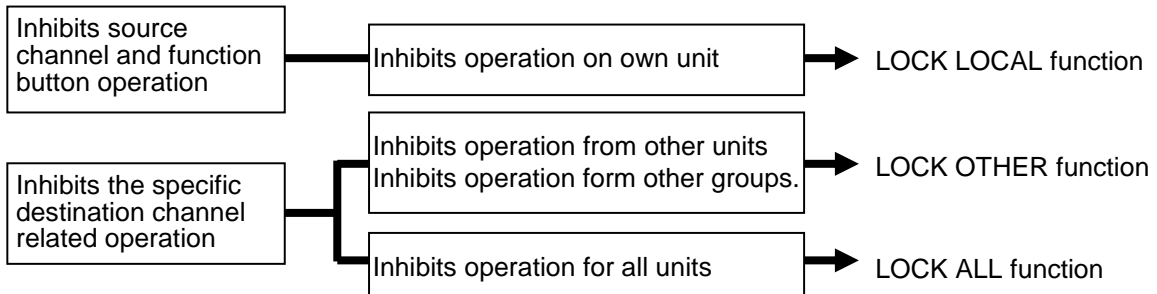 Inhibits source
channel and function
button operation
Inhibits operation on own unit
LOCK LOCAL function
Inhibits the specific
destination channel
related operation
Inhibits operation from other units
Inhibits operation form other groups.
LOCK OTHER function
Inhibits operation for all units
LOCK ALL function